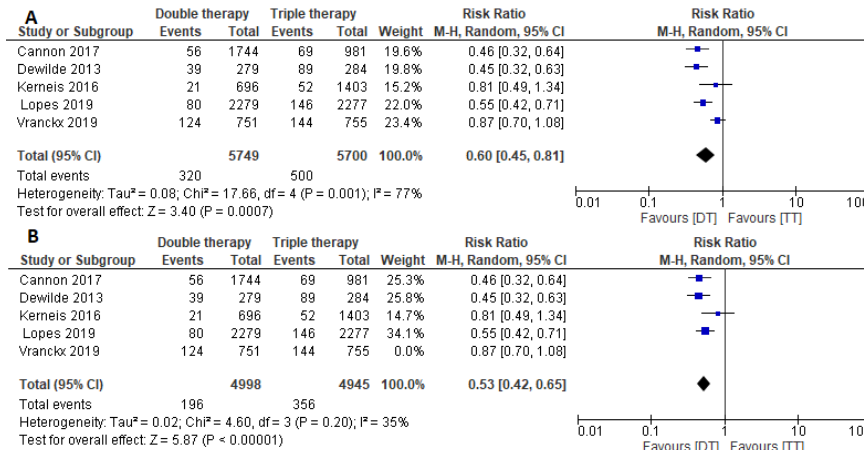 A
Double therapy Triple therapy Risk Ratio Risk Ratio
Study or Subgroup Events Total Events Total Weight M-H, Random, 95% CI M-H, Random, 95% CI
Cannon 2017 56 1744 69 981 19.6% 0.46 [0.32, 0.64]
Dewilde 2013 39 279 89 284 19.8% 0.45 [0.32, 0.63]
Kerneis 2016 21 696 52 1403 15.2% 0.81 [0.49, 1.34]
Lopes 2019 80 2279 146 2277 22.0% 0.55 [0.42, 0.71]
Vranckx 2019 124 751 144 755 23.4% 0.87 [0.70, 1.08]
Total (95% CI) 5749 5700 100.0% 0.60 [0.45, 0.81]
Total events 320 500
Heterogeneity: Tau² = 0.08; Chi² = 17.66, df = 4 (P = 0.001); I² = 77%
Test for overall effect: Z = 3.40 (P = 0.0007)
0.01 0.1 1 10 100
Favours [DT] Favours [TT]
B
Double therapy Triple therapy Risk Ratio Risk Ratio
Study or Subgroup Events Total Events Total Weight M-H, Random, 95% CI M-H, Random, 95% CI
Cannon 2017 56 1744 69 981 25.3% 0.46 [0.32, 0.64]
Dewilde 2013 39 279 89 284 25.8% 0.45 [0.32, 0.63]
Kerneis 2016 21 696 52 1403 14.7% 0.81 [0.49, 1.34]
Lopes 2019 80 2279 146 2277 34.1% 0.55 [0.42, 0.71]
Vranckx 2019 124 751 144 755 0.0% 0.87 [0.70, 1.08]
Total (95% CI) 4998 4945 100.0% 0.53 [0.42, 0.65]
Total events 196 356
Heterogeneity: Tau² = 0.02; Chi² = 4.60, df = 3 (P = 0.20); I² = 35%
Test for overall effect: Z = 5.87 (P < 0.00001)
0.01 0.1 1 10 100
Favours [DT] Favours [TT]